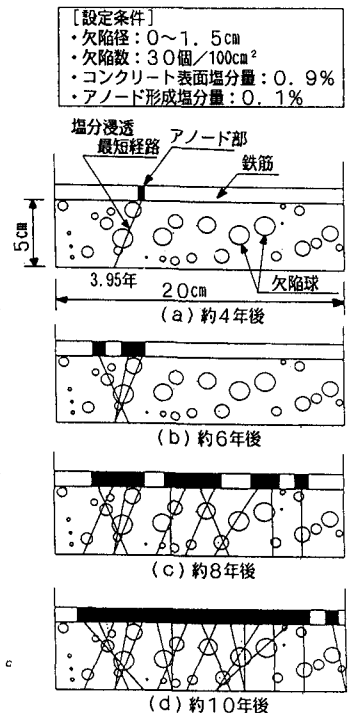 [設定条件]
・欠陥径：0～1．5cm
・欠陥数：30個／100cm²
・コンクリート表面塩分量：0．9％
・アノード形成塩分量：0．1％
塩分浸透
最短経路
アノード部
鉄筋
5cm
3.95年
欠陥球
20cm
(a)約4年後
(b)約6年後
(c)約8年後
c
(d)約10年後